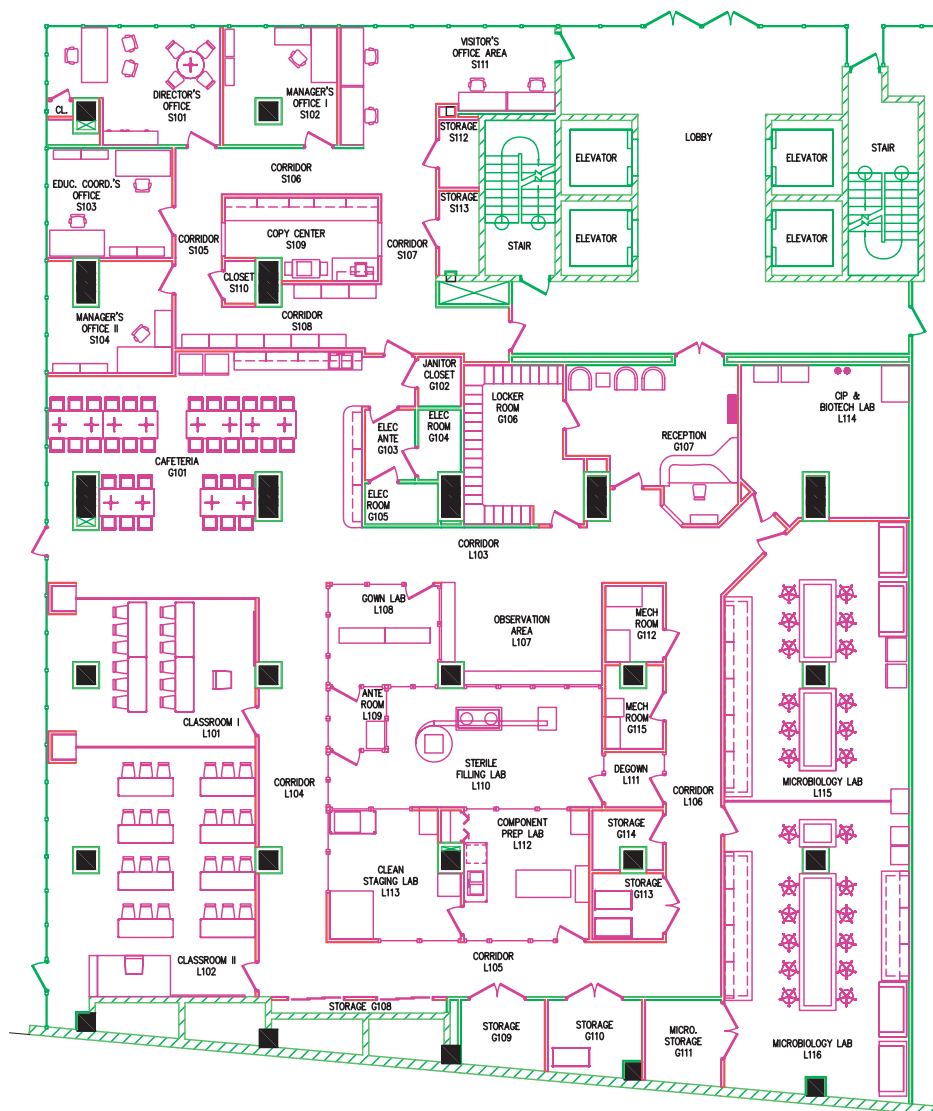 VISITOR'S
OFFICE AREA
S111
DIRECTOR'S
OFFICE
S101
MANAGER'S
OFFICE I
S102
CL.
STORAGE
S112
ELEVATOR
LOBBY
ELEVATOR
STAIR
CORRIDOR
S106
EDUC. COORD.'S
OFFICE
S103
STORAGE
S113
COPY CENTER
S109
CORRIDOR
S105
CORRIDOR
S107
STAIR
ELEVATOR
ELEVATOR
CLOSET
S110
MANAGER'S
OFFICE II
S104
CORRIDOR
S108
JANITOR
CLOSET
G102
LOCKER
ROOM
G106
CIP &
BIOTECH LAB
L114
ELEC
ANTE
G103
ELEC
ROOM
G104
RECEPTION
G107
CAFETERIA
G101
ELEC
ROOM
G105
CORRIDOR
L103
GOWN LAB
L108
OBSERVATION
AREA
L107
MECH
ROOM
G112
ANTE
ROOM
L109
MECH
ROOM
G115
CLASSROOM I
L101
STERILE
FILLING LAB
L110
DEGOWN
L111
CORRIDOR
L104
CORRIDOR
L106
MICROBIOLOGY LAB
L115
COMPONENT
PREP LAB
L112
STORAGE
G114
CLEAN
STAGING LAB
L113
STORAGE
G113
CLASSROOM II
L102
CORRIDOR
L105
STORAGE G108
STORAGE
G109
STORAGE
G110
MICRO.
STORAGE
G111
MICROBIOLOGY LAB
L116